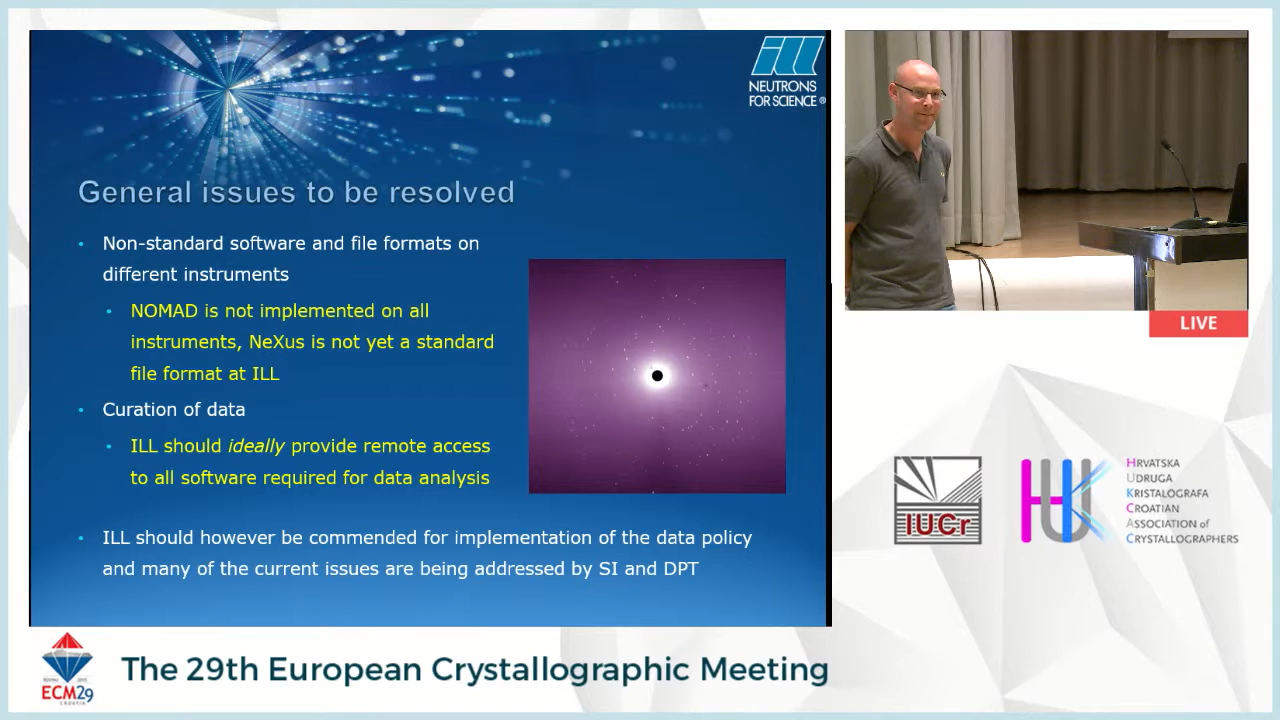 ill
NEUTRONS
FOR SCIENCE ®
General issues to be resolved
• Non-standard software and file formats on
different instruments
• NOMAD is not implemented on all
instruments, NeXus is not yet a standard
file format at ILL
• Curation of data
• ILL should ideally provide remote access
to all software required for data analysis
• ILL should however be commended for implementation of the data policy
and many of the current issues are being addressed by SI and DPT
LIVE
IUCr
HUK
HRVATSKA
UDRUGA
KRISTALOGRAFA
CROATIAN
ASSOCIATION of
CRYSTALLOGRAPHERS
ECM29
CROATIA
The 29th European Crystallographic Meeting